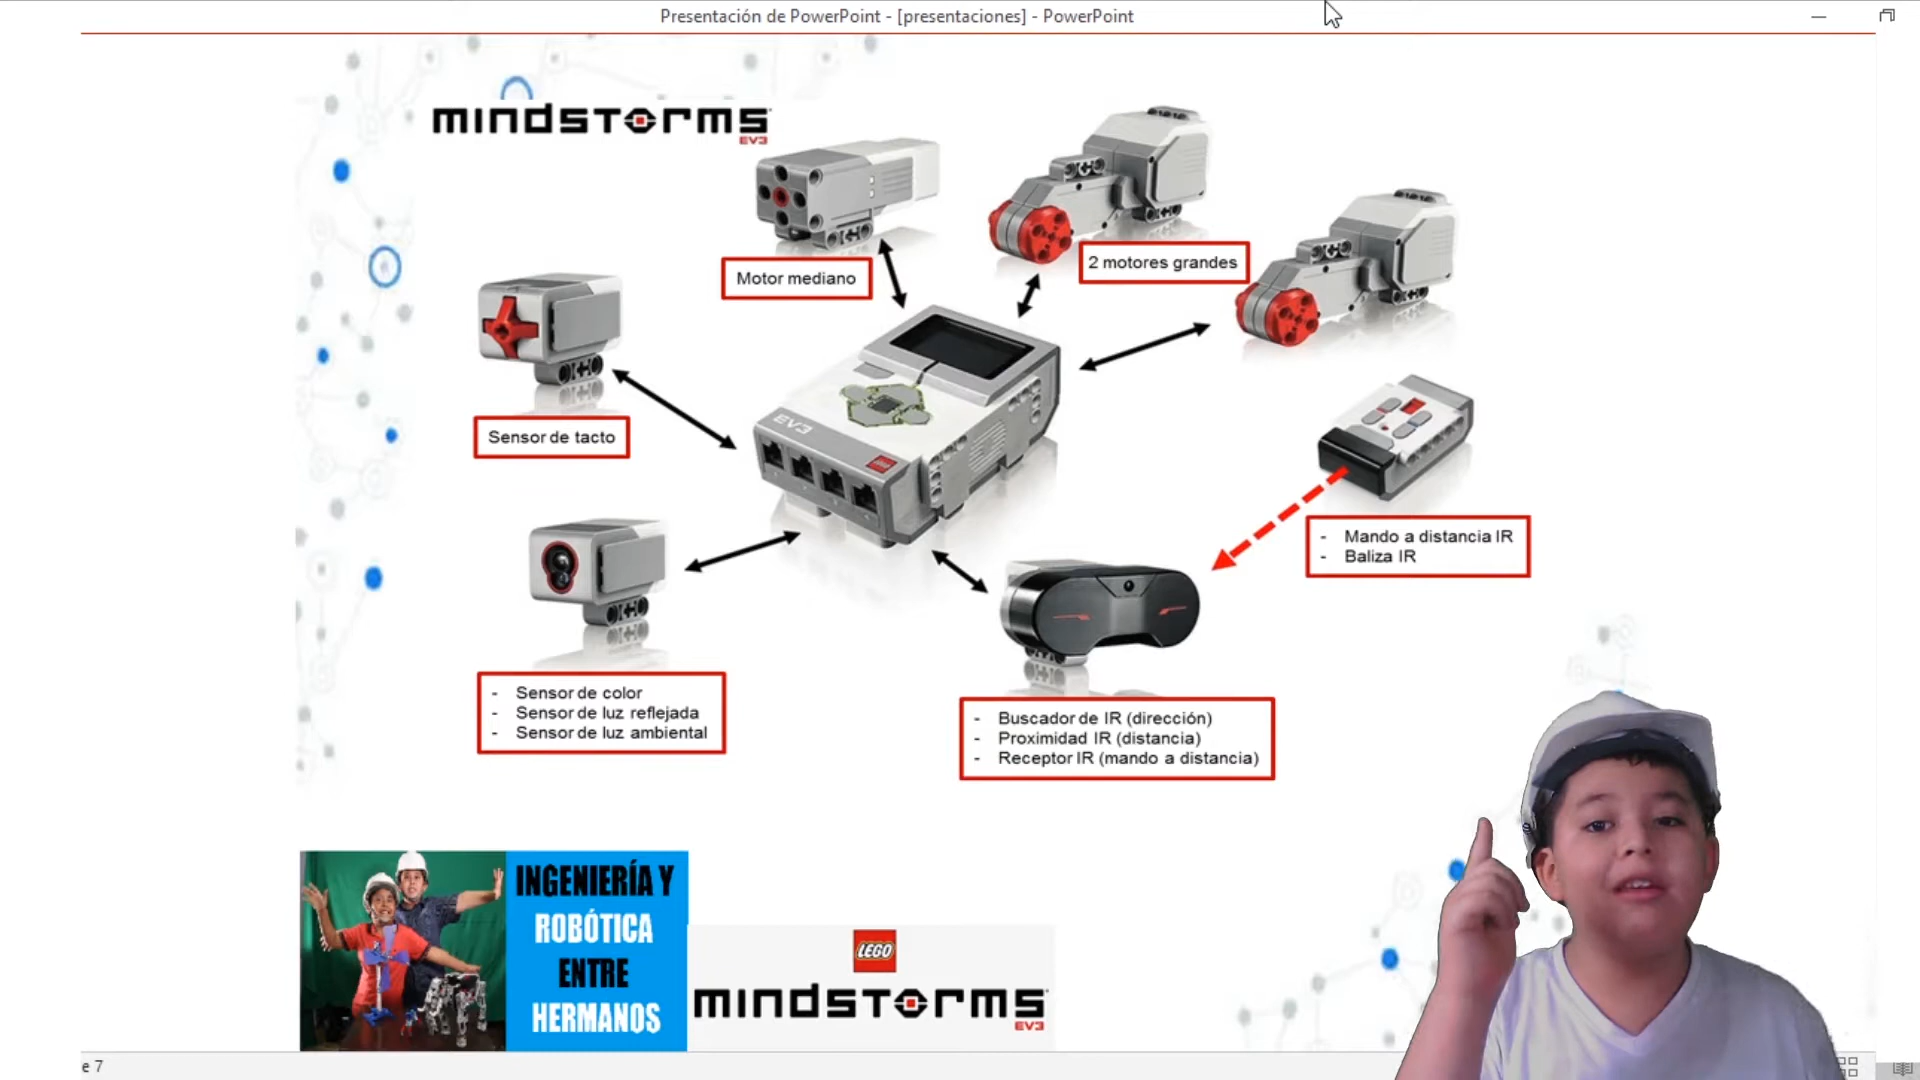 Presentación de PowerPoint - [presentaciones] - PowerPoint
mindstorms
EV3
Motor mediano
2 motores grandes
Sensor de tacto
EV3
LEGO
- Mando a distancia IR
- Baliza IR
- Sensor de color
- Sensor de luz reflejada
- Sensor de luz ambiental
- Buscador de IR (dirección)
- Proximidad IR (distancia)
- Receptor IR (mando a distancia)
INGENIERÍA Y
ROBÓTICA
ENTRE
HERMANOS
LEGO
mindstorms
EV3
e 7